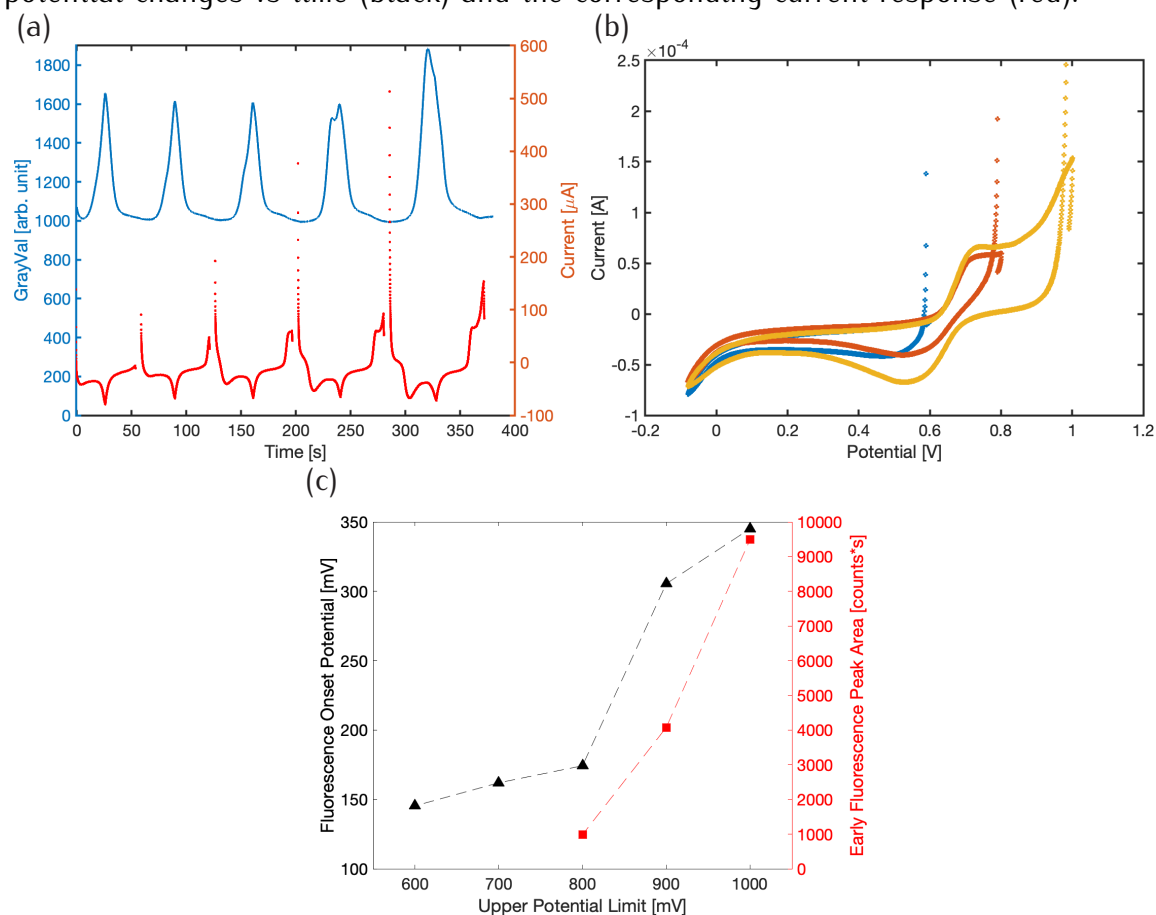 potential changes vs time (black) and the corresponding current response (red).
(a)
(b)
1800
1600
1400
1200
1000
800
600
400
200
0
GrayVal [arb. unit]
600
500
400
300
200
100
0
-100
Current [µA]
0 50 100 150 200 250 300 350 400
Time [s]
×10⁻⁴
2.5
2
1.5
1
0.5
0
-0.5
-1
Current [A]
-0.2 0 0.2 0.4 0.6 0.8 1 1.2
Potential [V]
(c)
350
300
250
200
150
100
Fluorescence Onset Potential [mV]
10000
9000
8000
7000
6000
5000
4000
3000
2000
1000
0
Early Fluorescence Peak Area [counts*s]
600 700 800 900 1000
Upper Potential Limit [mV]